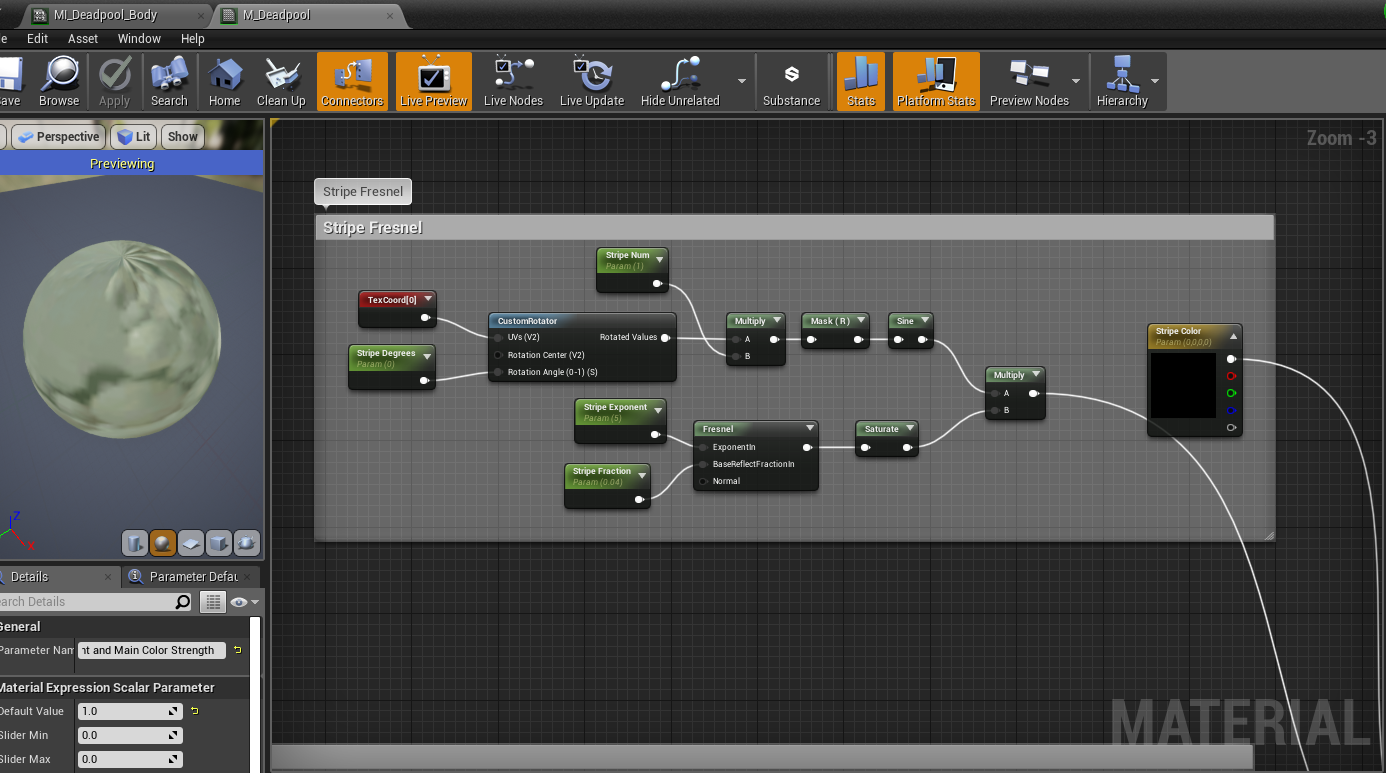 MI_Deadpool_Body
M_Deadpool
Edit Asset Window Help
Browse Apply Search Home Clean Up Connectors Live Preview Live Nodes Live Update Hide Unrelated Substance Stats Platform Stats Preview Nodes Hierarchy
Perspective Lit Show
Previewing
Zoom -3
Stripe Fresnel
Stripe Fresnel
Stripe Num
Param (1)
TexCoord[0]
Stripe Degrees
Param (0)
CustomRotator
UVs (V2) Rotated Values
Rotation Center (V2)
Rotation Angle (0-1) (S)
Multiply
A
B
Mask ( R )
Sine
Stripe Exponent
Param (5)
Stripe Fraction
Param (0.04)
Fresnel
ExponentIn
BaseReflectFractionIn
Normal
Saturate
Multiply
A
B
Stripe Color
Param (0,0,0,0)
Z
Y
Details
Parameter Defau
earch Details
General
Parameter Nam
nt and Main Color Strength
Material Expression Scalar Parameter
Default Value 1.0
Slider Min 0.0
Slider Max 0.0
MATERIAL